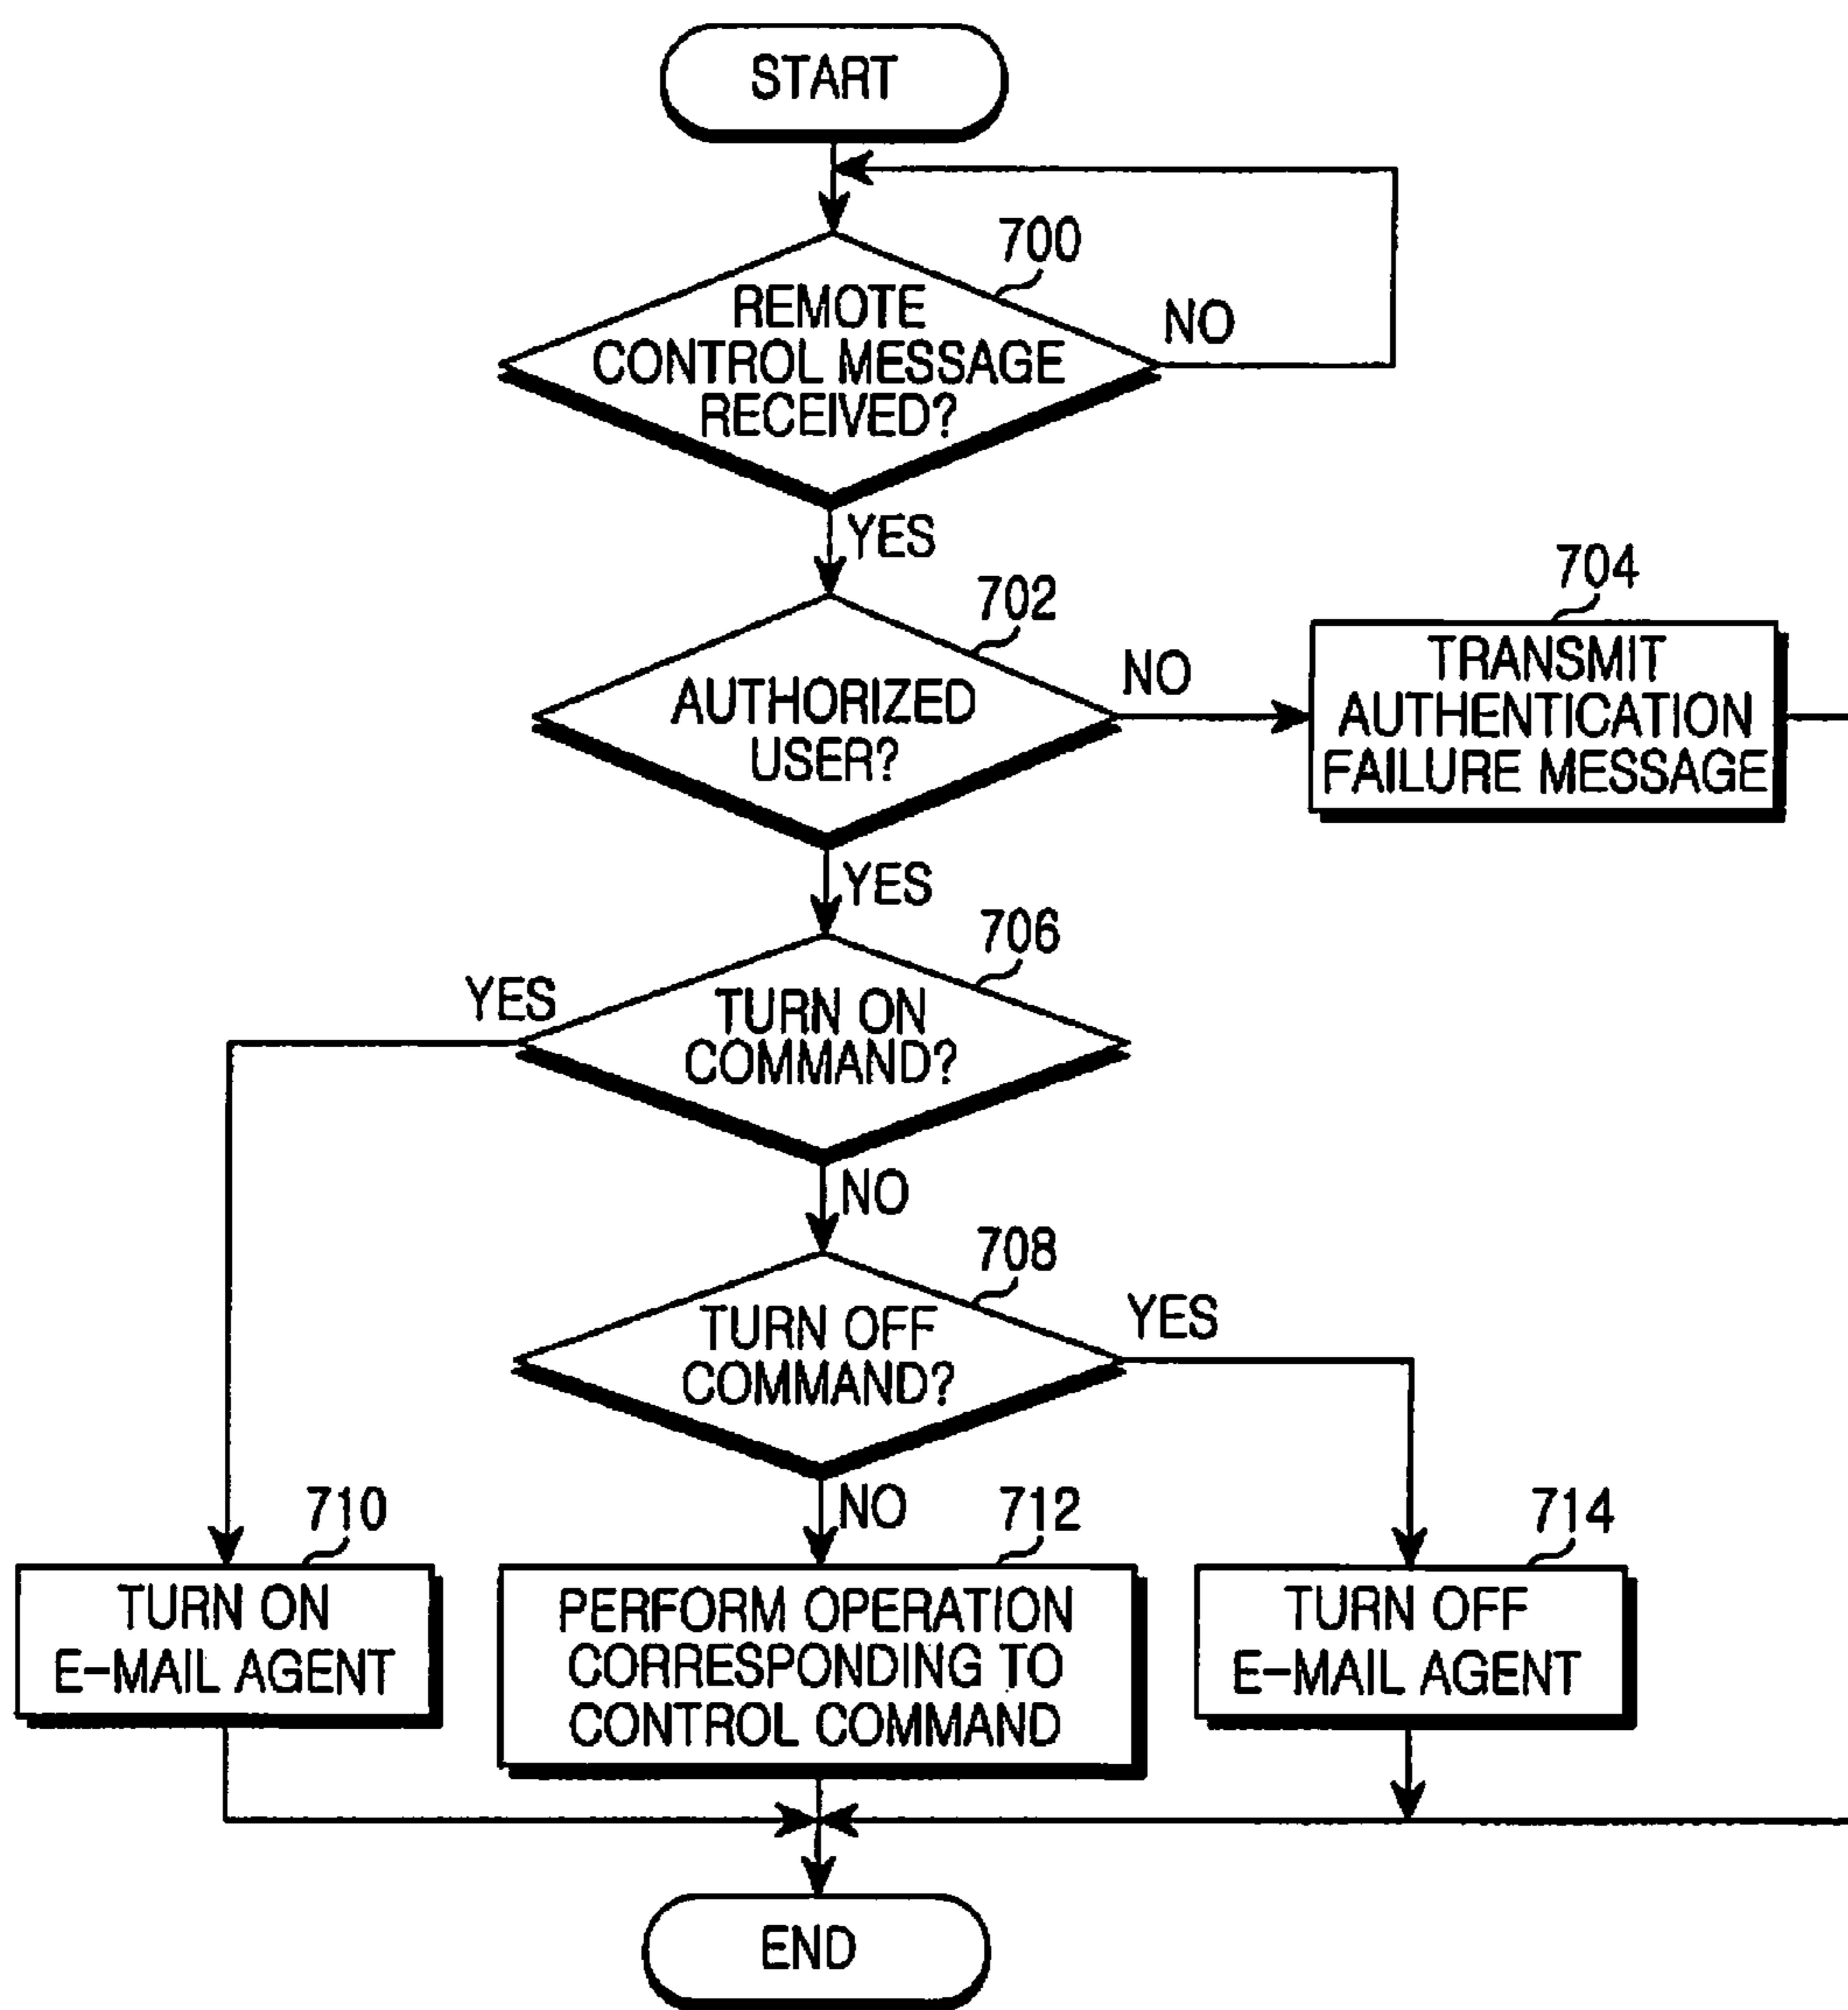 START
700
REMOTE
CONTROL MESSAGE
RECEIVED?
NO
YES
702
AUTHORIZED
USER?
NO
704
TRANSMIT
AUTHENTICATION
FAILURE MESSAGE
YES
706
YES
TURN ON
COMMAND?
NO
708
TURN OFF
COMMAND?
YES
NO
710
TURN ON
E-MAIL AGENT
712
PERFORM OPERATION
CORRESPONDING TO
CONTROL COMMAND
714
TURN OFF
E-MAIL AGENT
END